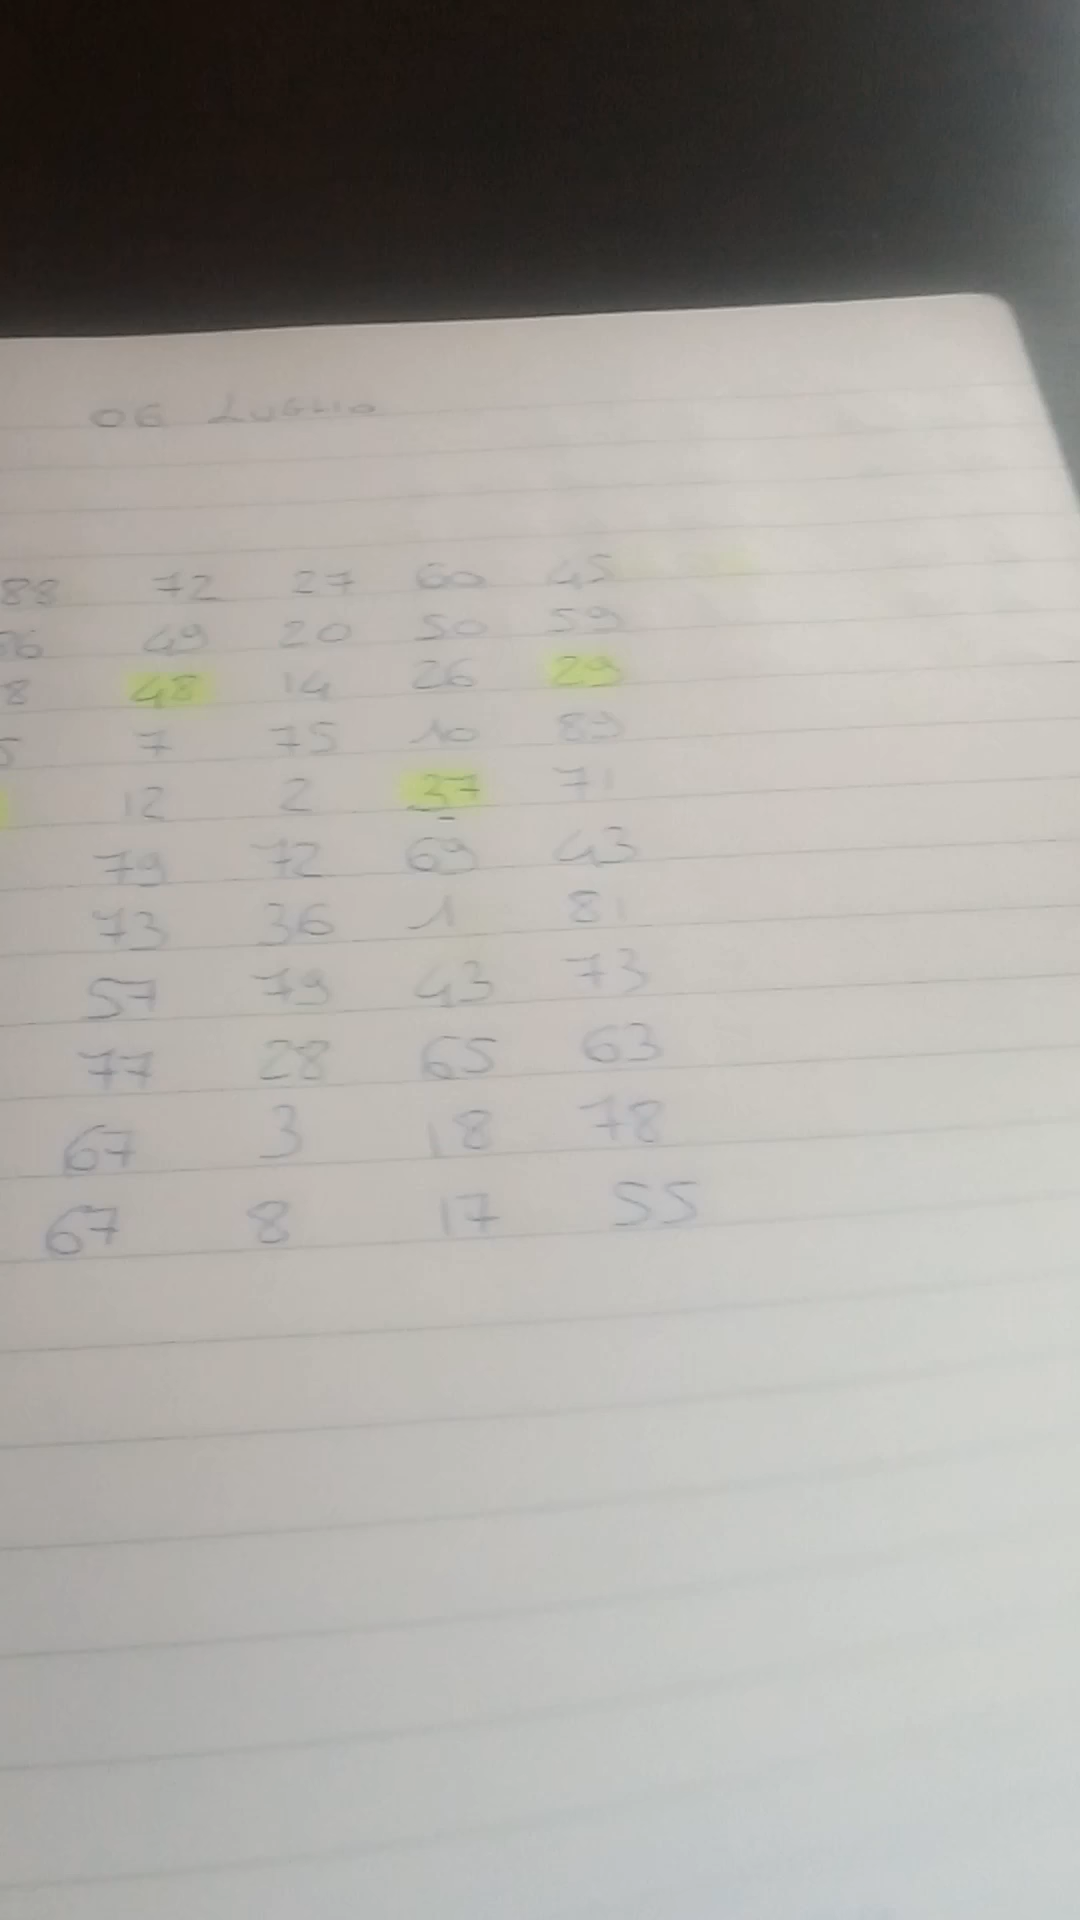 06 LUGLIO
88 72 27 60 45
49 20 50 59
8 48 14 26 29
5 7 75 10 89
12 2 37 71
79 72 69 43
73 36 1 81
57 79 43 73
77 28 65 63
67 3 18 78
67 8 17 55